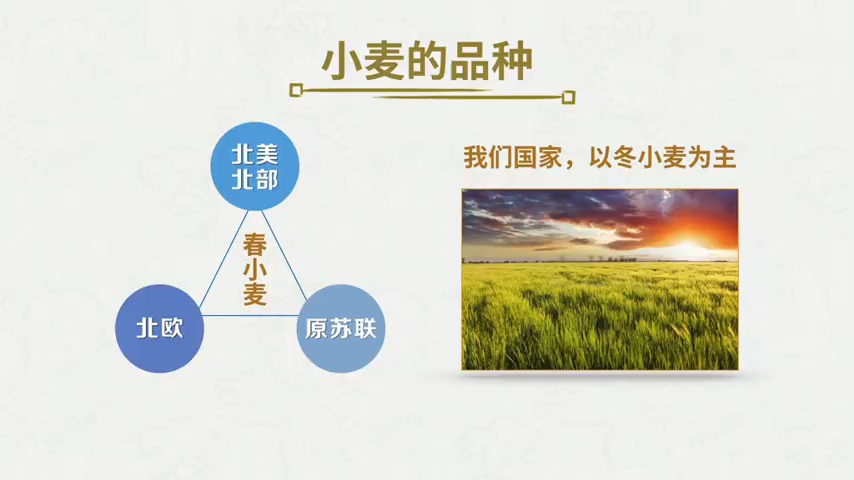 小麦的品种
北美
北部
春小麦
北欧
原苏联
我们国家，以冬小麦为主